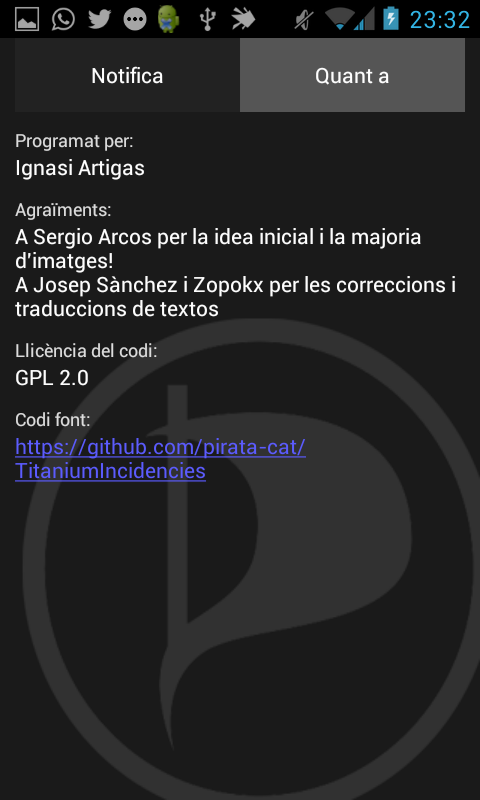 23:32
Notifica
Quant a
Programat per:
Ignasi Artigas
Agraïments:
A Sergio Arcos per la idea inicial i la majoria
d'imatges!
A Josep Sànchez i Zopokx per les correccions i
traduccions de textos
Llicència del codi:
GPL 2.0
Codi font:
https://github.com/pirata-cat/
TitaniumIncidencies